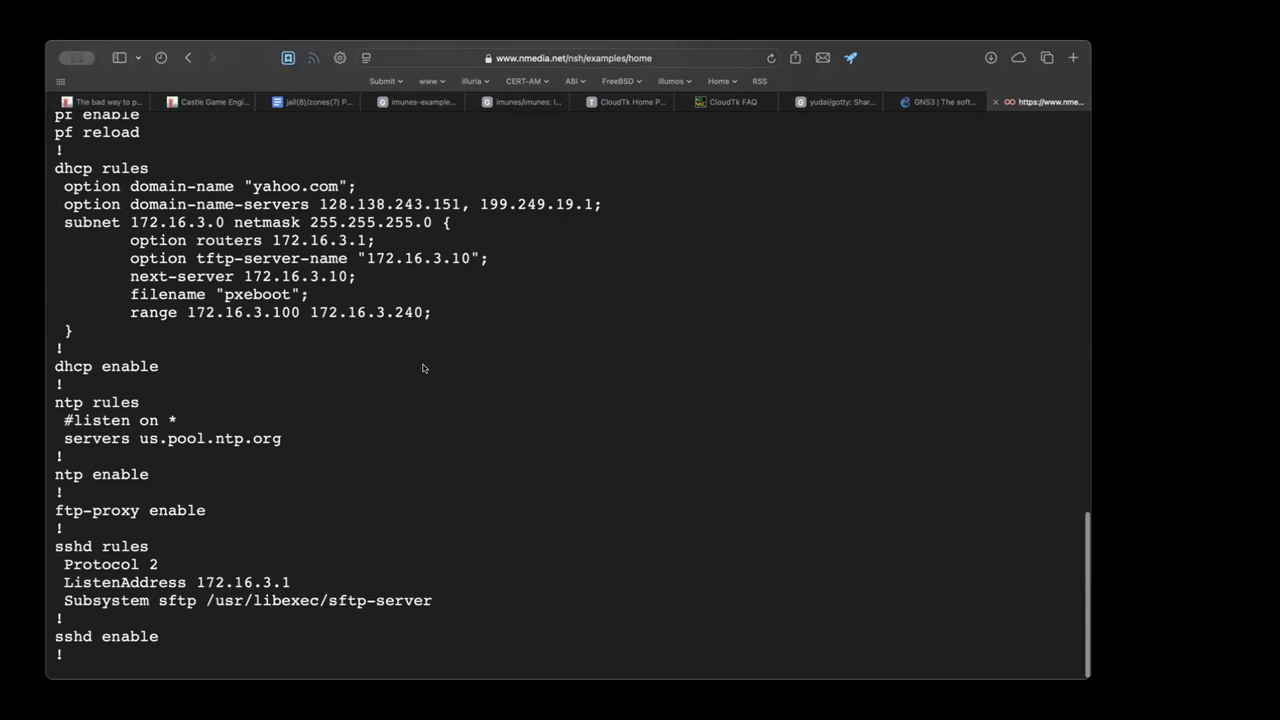 www.nmedia.net/nsh/examples/home
Submit www illuria CERT-AM ABI FreeBSD illumos Home RSS
The bad way to p... Castle Game Engi... jail(8)/zones(7) P... imunes-example... imunes/imunes: I... CloudTk Home P... CloudTk FAQ yudai/gotty: Shar... GNS3 | The soft... https://www.nme...
pf enable
pf reload
!
dhcp rules
option domain-name "yahoo.com";
option domain-name-servers 128.138.243.151, 199.249.19.1;
subnet 172.16.3.0 netmask 255.255.255.0 {
option routers 172.16.3.1;
option tftp-server-name "172.16.3.10";
next-server 172.16.3.10;
filename "pxeboot";
range 172.16.3.100 172.16.3.240;
}
!
dhcp enable
!
ntp rules
#listen on *
servers us.pool.ntp.org
!
ntp enable
!
ftp-proxy enable
!
sshd rules
Protocol 2
ListenAddress 172.16.3.1
Subsystem sftp /usr/libexec/sftp-server
!
sshd enable
!